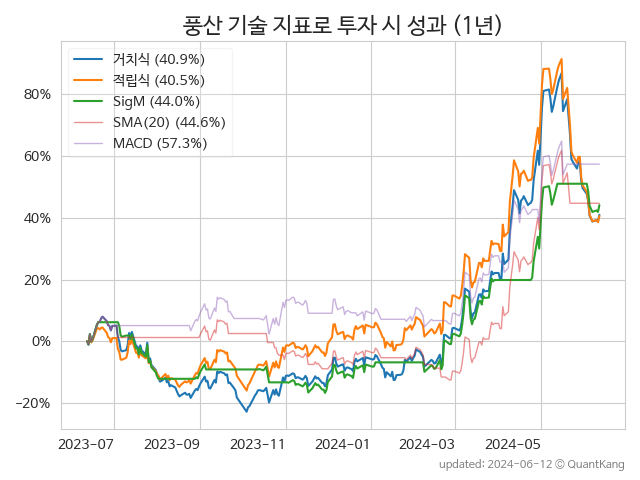 풍산 기술 지표로 투자 시 성과 (1년)
거치식 (40.9%)
적립식 (40.5%)
SigM (44.0%)
SMA(20) (44.6%)
MACD (57.3%)
80%
60%
40%
20%
0%
−20%
2023-07 2023-09 2023-11 2024-01 2024-03 2024-05
updated: 2024-06-12 ⓒ QuantKang